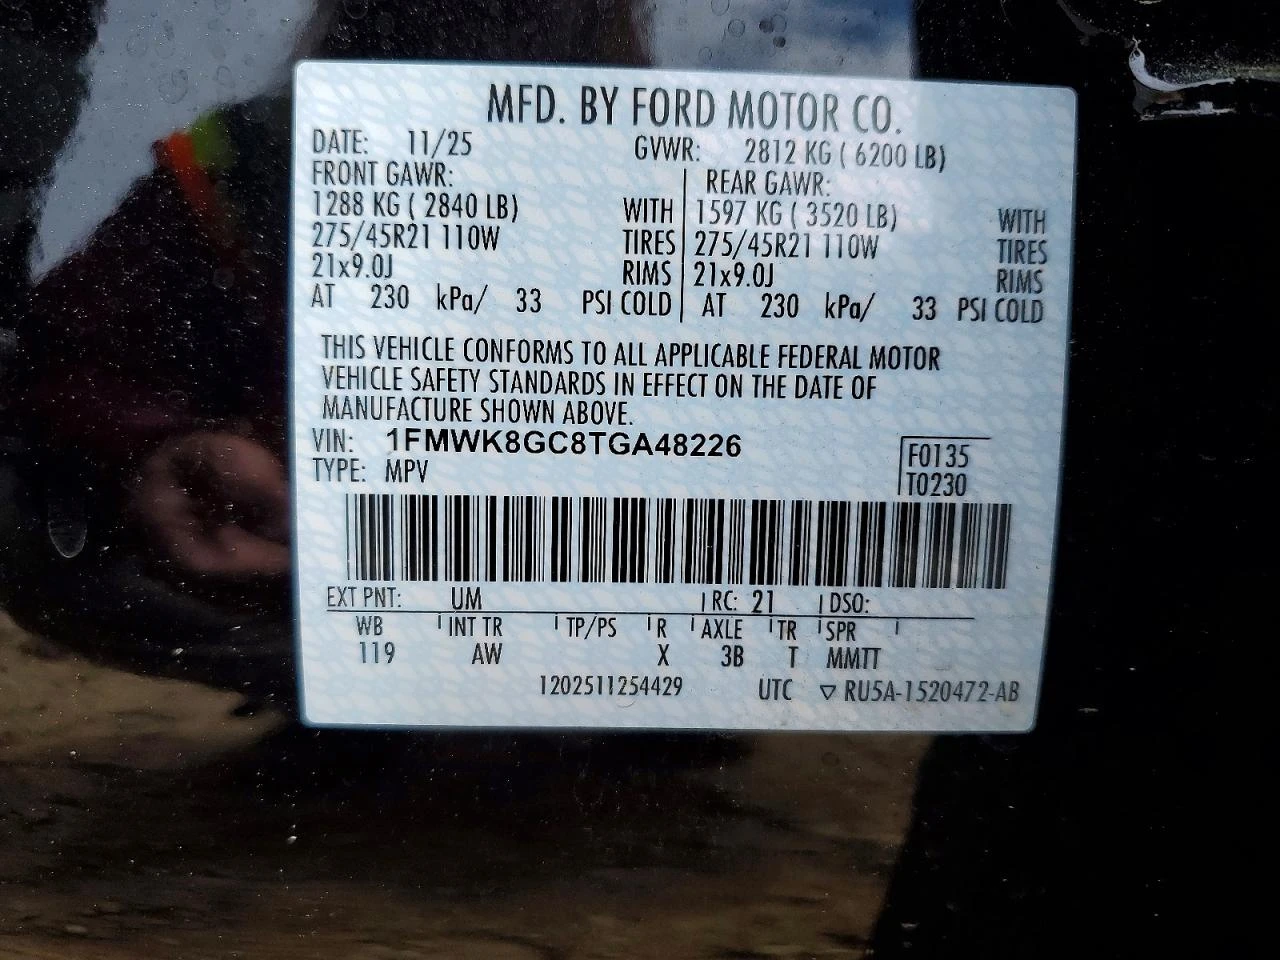 MFD. BY FORD MOTOR CO.
DATE: 11/25 GVWR: 2812 KG ( 6200 LB)
FRONT GAWR: REAR GAWR:
1288 KG ( 2840 LB) WITH 1597 KG ( 3520 LB) WITH
275/45R21 110W TIRES 275/45R21 110W TIRES
21x9.0J RIMS 21x9.0J RIMS
AT 230 kPa/ 33 PSI COLD AT 230 kPa/ 33 PSI COLD
THIS VEHICLE CONFORMS TO ALL APPLICABLE FEDERAL MOTOR
VEHICLE SAFETY STANDARDS IN EFFECT ON THE DATE OF
MANUFACTURE SHOWN ABOVE.
VIN: 1FMWK8GC8TGA48226 F0135
TYPE: MPV T0230
EXT PNT: UM RC: 21 DSO:
WB INT TR TP/PS R AXLE TR SPR
119 AW X 3B T MMTT
1202511254429 UTC ▽ RU5A-1520472-AB